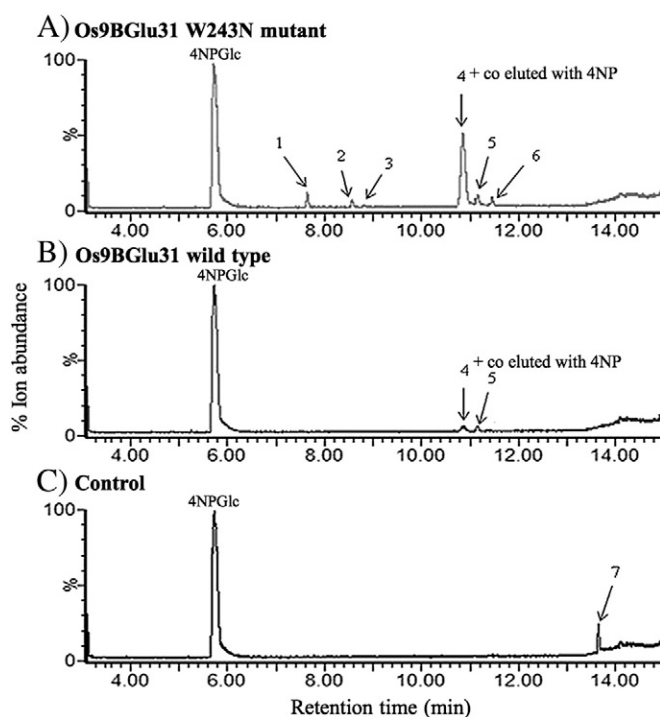 A) Os9BGlu31 W243N mutant
4NPGlc
100
%
0
1
2
3
4 + co eluted with 4NP
5
6
4.00 6.00 8.00 10.00 12.00 14.00
B) Os9BGlu31 wild type
4NPGlc
100
%
0
4 + co eluted with 4NP
5
4.00 6.00 8.00 10.00 12.00 14.00
% Ion abundance
C) Control
4NPGlc
100
%
0
7
4.00 6.00 8.00 10.00 12.00 14.00
Retention time (min)